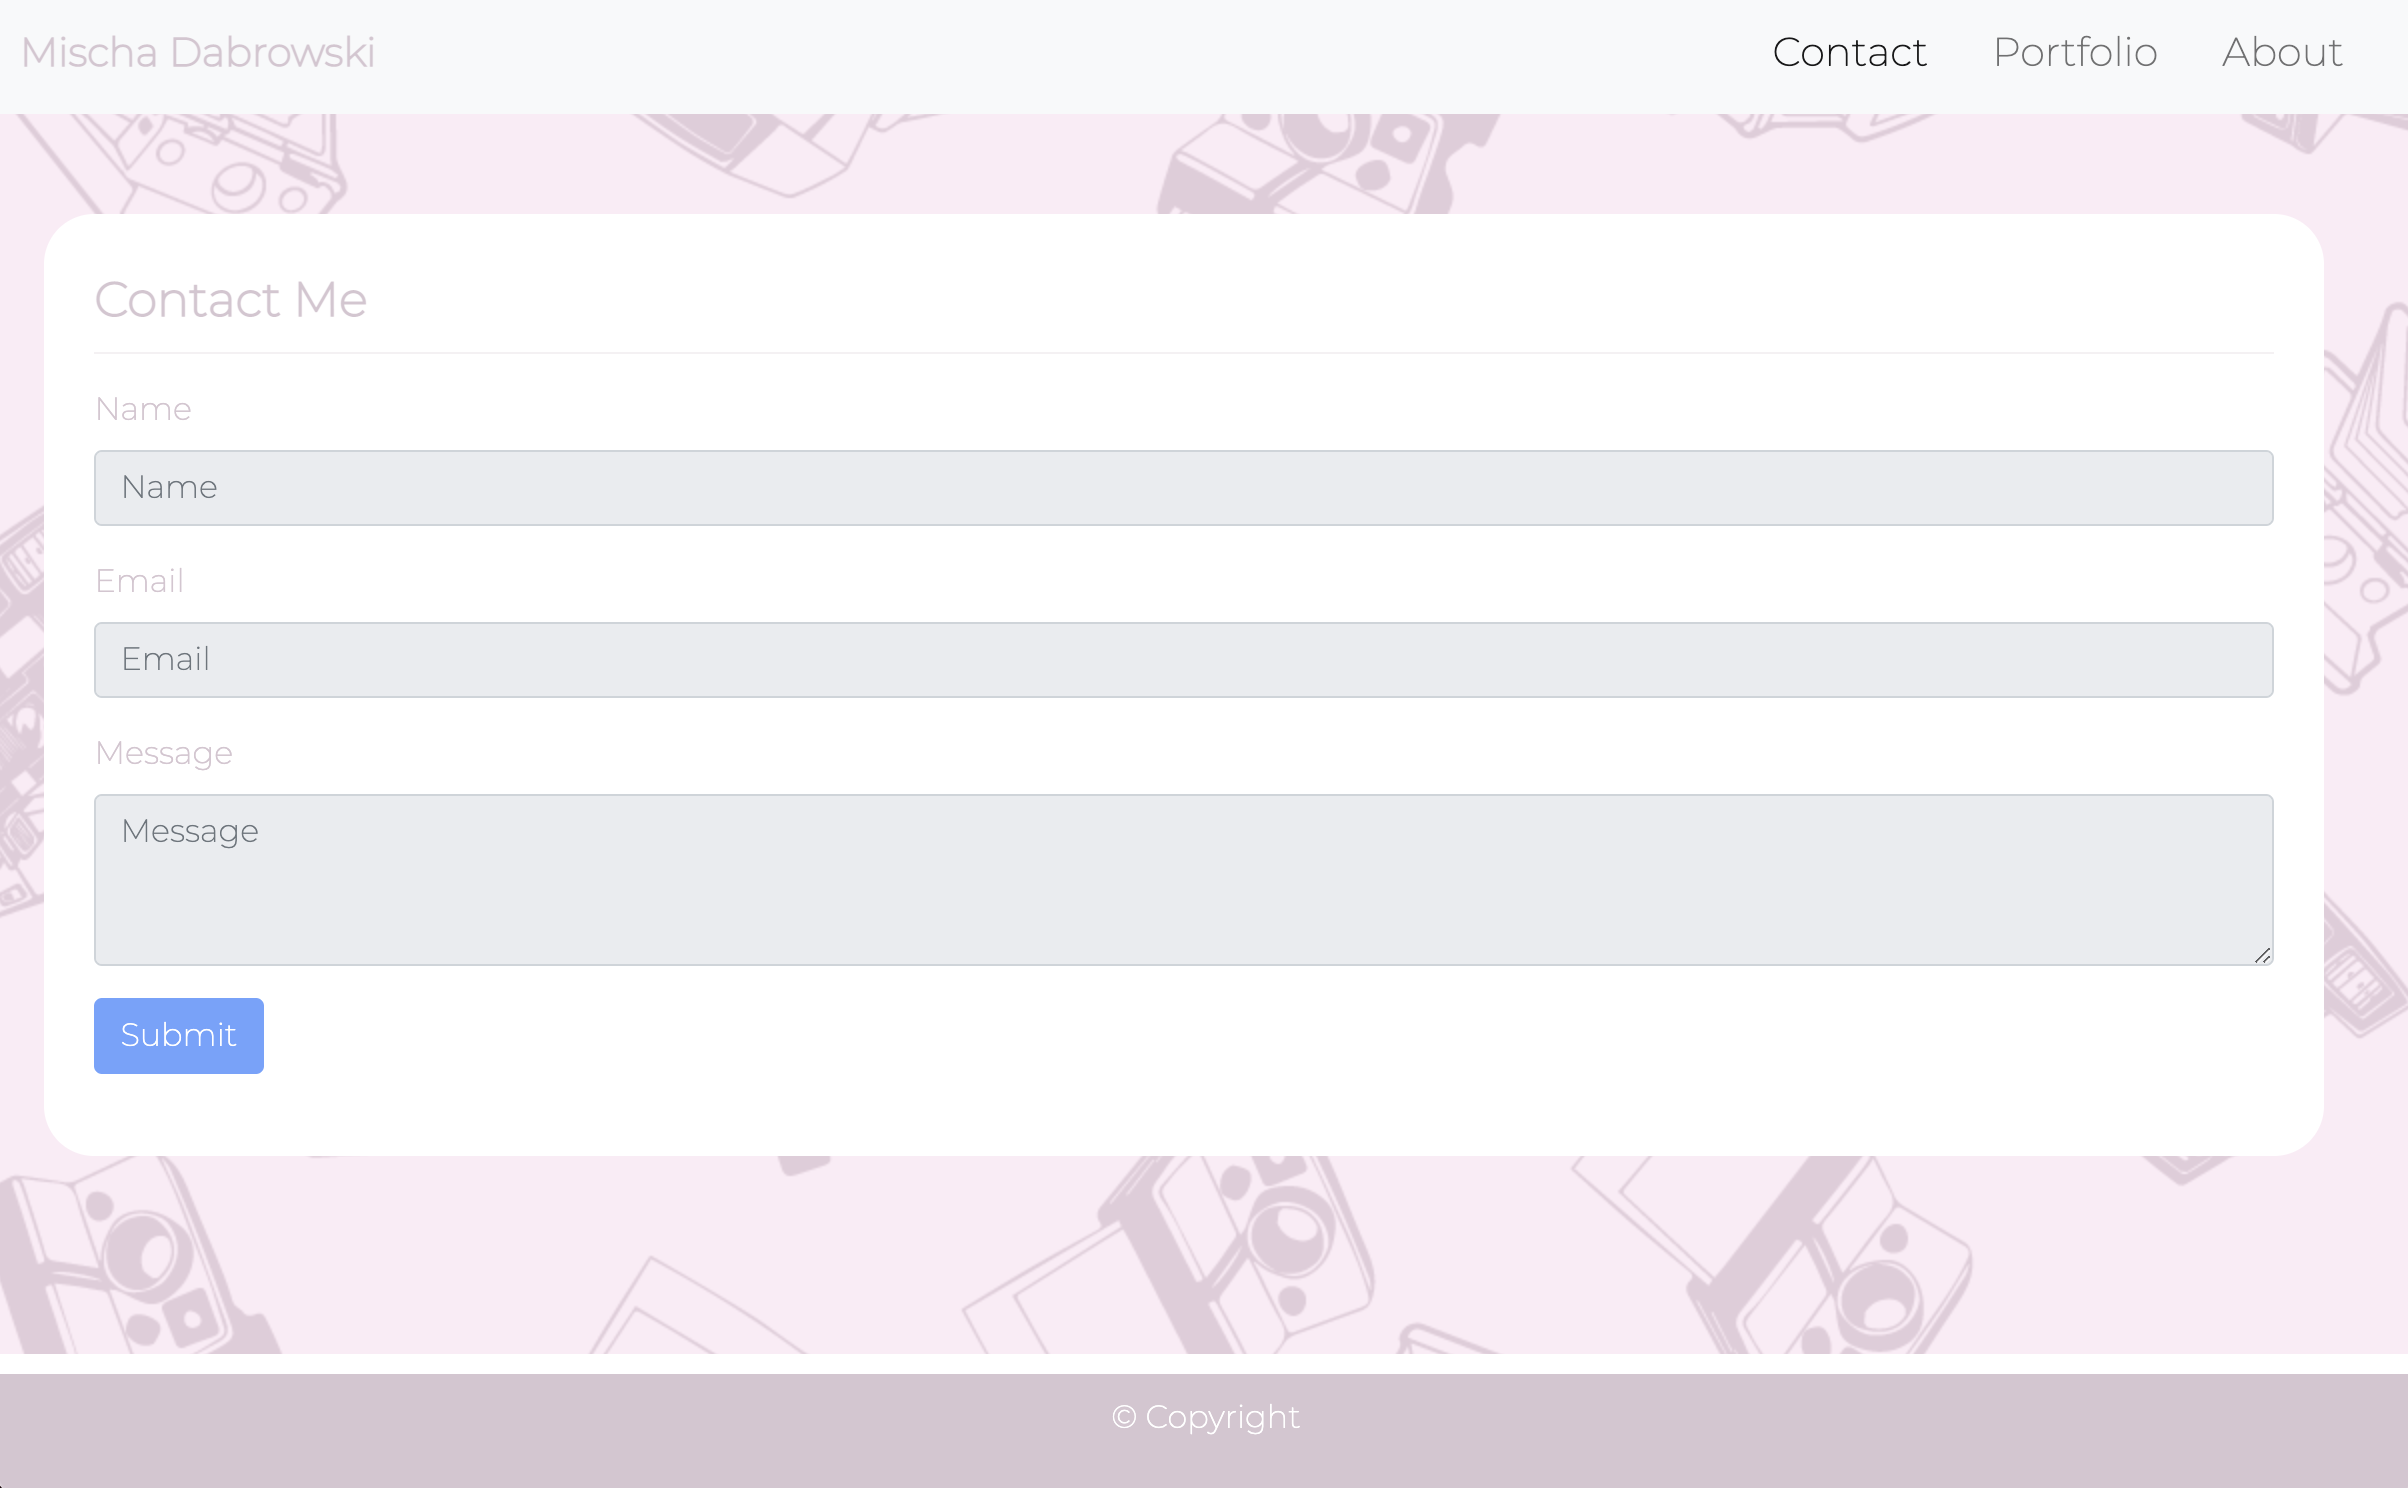 Mischa Dabrowski
Contact Portfolio About
Contact Me
Name
Name
Email
Email
Message
Message
Submit
© Copyright